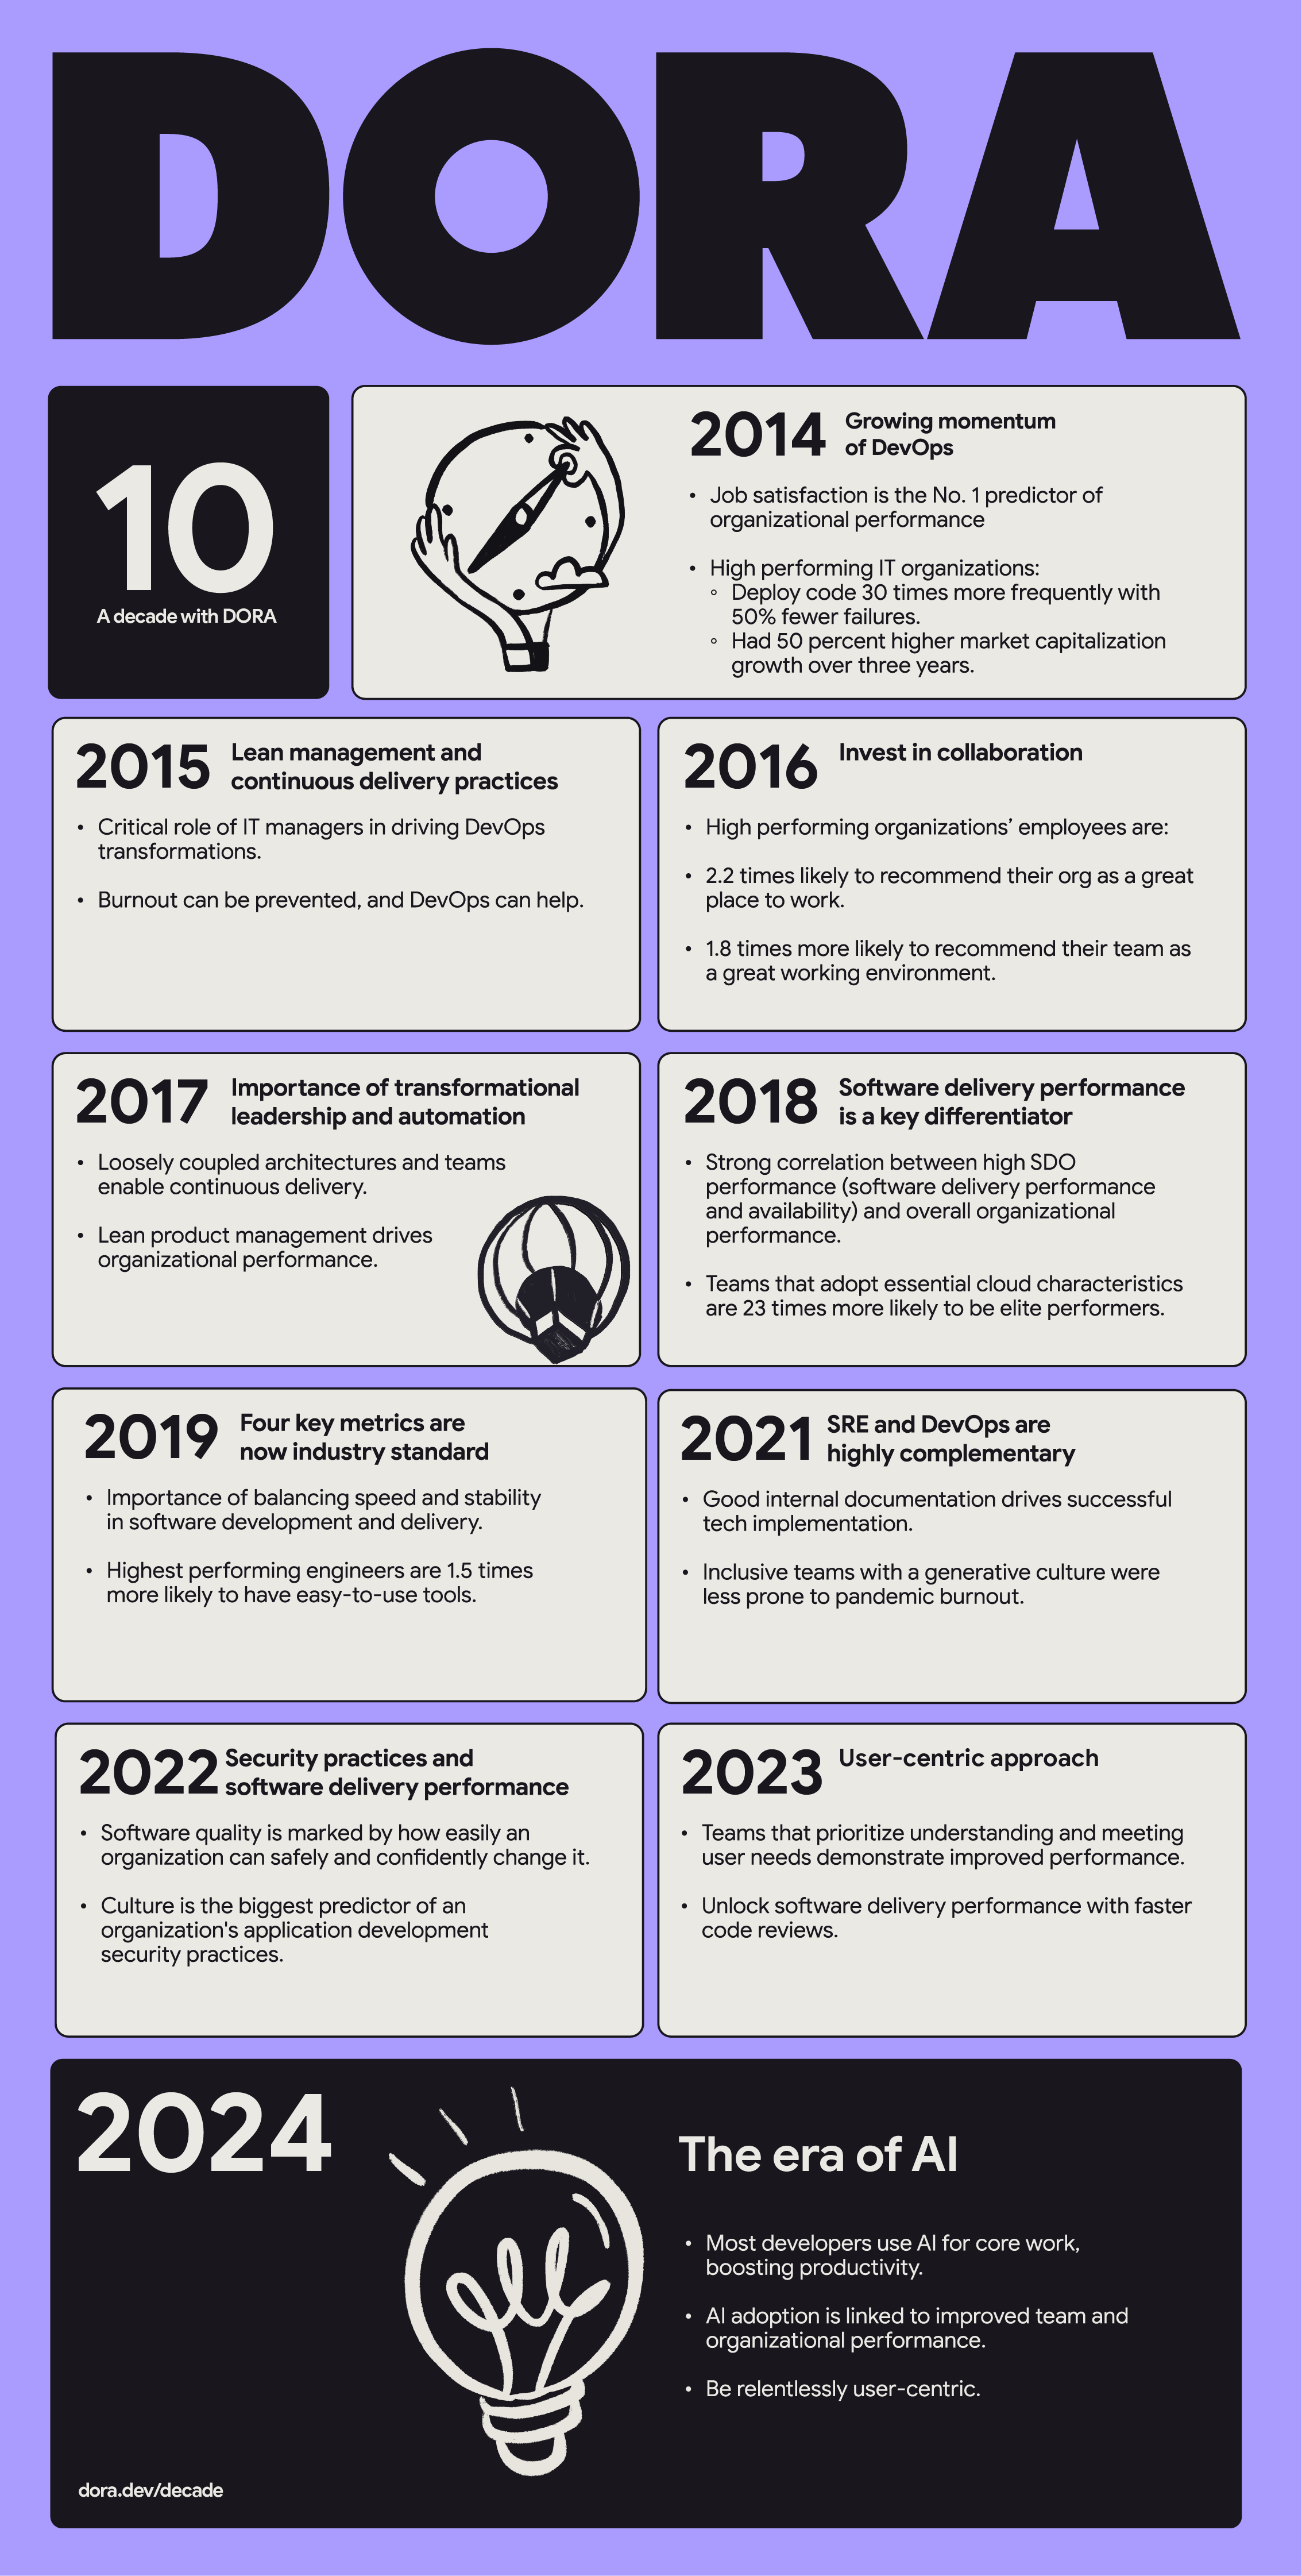 DORA
10
A decade with DORA
2014
Growing momentum
of DevOps
• Job satisfaction is the No. 1 predictor of
organizational performance
• High performing IT organizations:
◦ Deploy code 30 times more frequently with
50% fewer failures.
◦ Had 50 percent higher market capitalization
growth over three years.
2015
Lean management and
continuous delivery practices
• Critical role of IT managers in driving DevOps
transformations.
• Burnout can be prevented, and DevOps can help.
2016
Invest in collaboration
• High performing organizations’ employees are:
• 2.2 times likely to recommend their org as a great
place to work.
• 1.8 times more likely to recommend their team as
a great working environment.
2017
Importance of transformational
leadership and automation
• Loosely coupled architectures and teams
enable continuous delivery.
• Lean product management drives
organizational performance.
2018
Software delivery performance
is a key differentiator
• Strong correlation between high SDO
performance (software delivery performance
and availability) and overall organizational
performance.
• Teams that adopt essential cloud characteristics
are 23 times more likely to be elite performers.
2019
Four key metrics are
now industry standard
• Importance of balancing speed and stability
in software development and delivery.
• Highest performing engineers are 1.5 times
more likely to have easy-to-use tools.
2021
SRE and DevOps are
highly complementary
• Good internal documentation drives successful
tech implementation.
• Inclusive teams with a generative culture were
less prone to pandemic burnout.
2022
Security practices and
software delivery performance
• Software quality is marked by how easily an
organization can safely and confidently change it.
• Culture is the biggest predictor of an
organization's application development
security practices.
2023
User-centric approach
• Teams that prioritize understanding and meeting
user needs demonstrate improved performance.
• Unlock software delivery performance with faster
code reviews.
2024
The era of AI
• Most developers use AI for core work,
boosting productivity.
• AI adoption is linked to improved team and
organizational performance.
• Be relentlessly user-centric.
dora.dev/decade